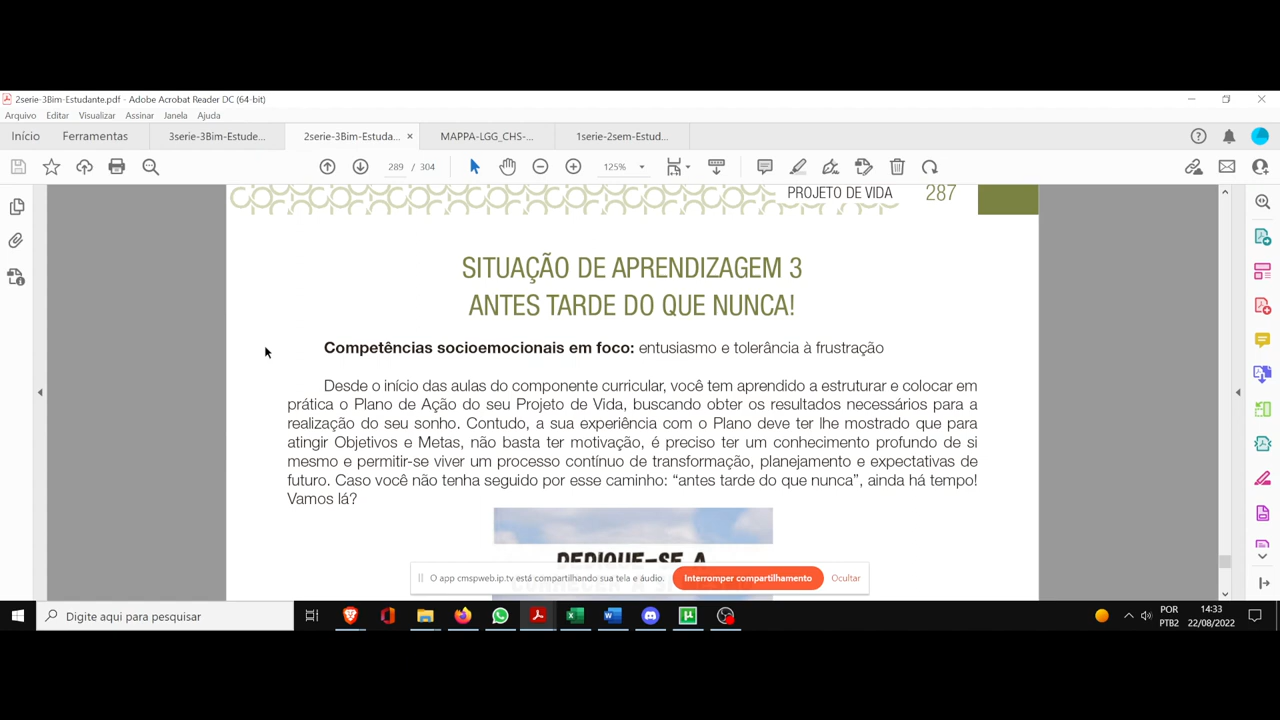 2serie-3Bim-Estudante.pdf - Adobe Acrobat Reader DC (64-bit)
Arquivo Editar Visualizar Assinar Janela Ajuda
Início Ferramentas 3serie-3Bim-Estude... 2serie-3Bim-Estuda... × MAPPA-LGG_CHS-... 1serie-2sem-Estud...
289 / 304 125%
PROJETO DE VIDA 287
SITUAÇÃO DE APRENDIZAGEM 3
ANTES TARDE DO QUE NUNCA!
Competências socioemocionais em foco: entusiasmo e tolerância à frustração
Desde o início das aulas do componente curricular, você tem aprendido a estruturar e colocar em
prática o Plano de Ação do seu Projeto de Vida, buscando obter os resultados necessários para a
realização do seu sonho. Contudo, a sua experiência com o Plano deve ter lhe mostrado que para
atingir Objetivos e Metas, não basta ter motivação, é preciso ter um conhecimento profundo de si
mesmo e permitir-se viver um processo contínuo de transformação, planejamento e expectativas de
futuro. Caso você não tenha seguido por esse caminho: “antes tarde do que nunca”, ainda há tempo!
Vamos lá?
DEDIQUE-SE A
O app cmspweb.ip.tv está compartilhando sua tela e áudio. Interromper compartilhamento Ocultar
Digite aqui para pesquisar
POR 14:33
PTB2 22/08/2022